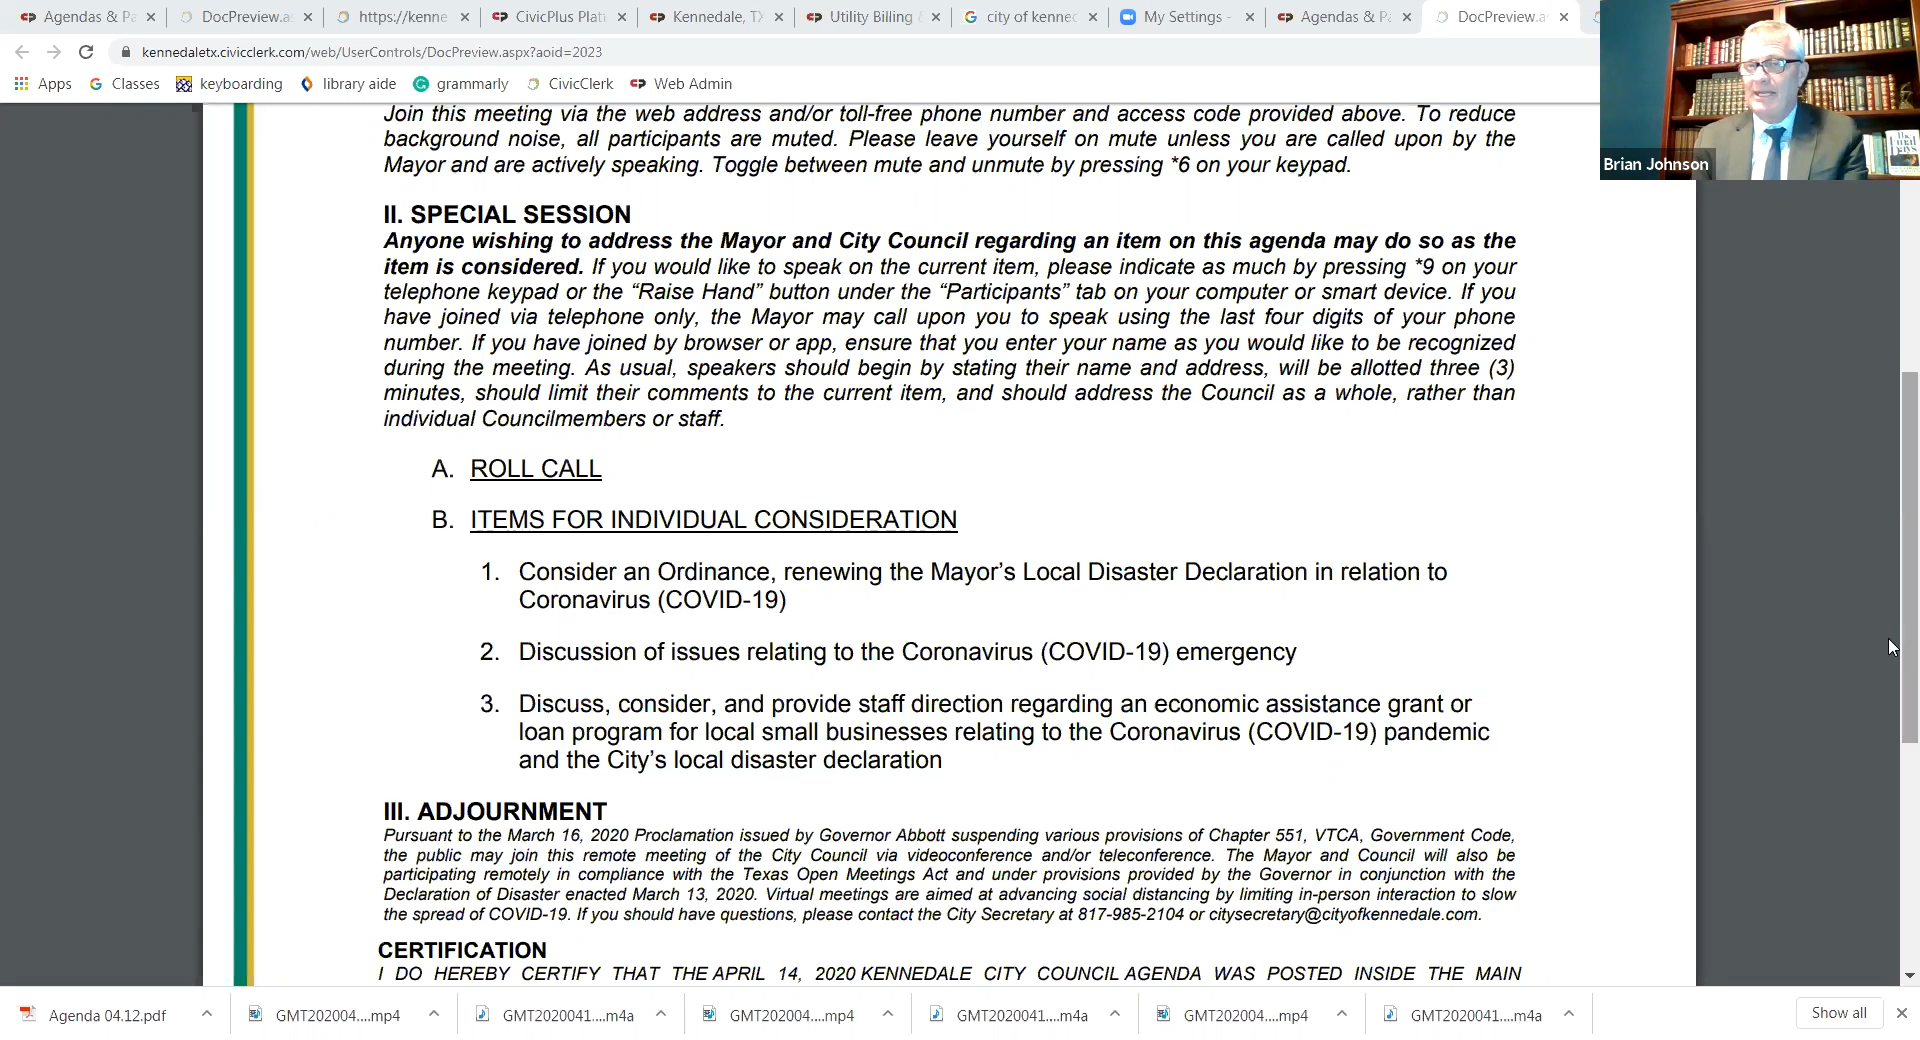 Agendas & Pa
DocPreview.as
https://kenne
CivicPlus Platf
Kennedale, TX
Utility Billing
city of kenned
My Settings -
Agendas & Pa
DocPreview.as
kennedaletx.civicclerk.com/web/UserControls/DocPreview.aspx?aoid=2023
Apps
Classes
keyboarding
library aide
grammarly
CivicClerk
Web Admin
Brian Johnson
Join this meeting via the web address and/or toll-free phone number and access code provided above. To reduce
background noise, all participants are muted. Please leave yourself on mute unless you are called upon by the
Mayor and are actively speaking. Toggle between mute and unmute by pressing *6 on your keypad.
II. SPECIAL SESSION
Anyone wishing to address the Mayor and City Council regarding an item on this agenda may do so as the
item is considered. If you would like to speak on the current item, please indicate as much by pressing *9 on your
telephone keypad or the “Raise Hand” button under the “Participants” tab on your computer or smart device. If you
have joined via telephone only, the Mayor may call upon you to speak using the last four digits of your phone
number. If you have joined by browser or app, ensure that you enter your name as you would like to be recognized
during the meeting. As usual, speakers should begin by stating their name and address, will be allotted three (3)
minutes, should limit their comments to the current item, and should address the Council as a whole, rather than
individual Councilmembers or staff.
A. ROLL CALL
B. ITEMS FOR INDIVIDUAL CONSIDERATION
1. Consider an Ordinance, renewing the Mayor’s Local Disaster Declaration in relation to
Coronavirus (COVID-19)
2. Discussion of issues relating to the Coronavirus (COVID-19) emergency
3. Discuss, consider, and provide staff direction regarding an economic assistance grant or
loan program for local small businesses relating to the Coronavirus (COVID-19) pandemic
and the City’s local disaster declaration
III. ADJOURNMENT
Pursuant to the March 16, 2020 Proclamation issued by Governor Abbott suspending various provisions of Chapter 551, VTCA, Government Code,
the public may join this remote meeting of the City Council via videoconference and/or teleconference. The Mayor and Council will also be
participating remotely in compliance with the Texas Open Meetings Act and under provisions provided by the Governor in conjunction with the
Declaration of Disaster enacted March 13, 2020. Virtual meetings are aimed at advancing social distancing by limiting in-person interaction to slow
the spread of COVID-19. If you should have questions, please contact the City Secretary at 817-985-2104 or citysecretary@cityofkennedale.com.
CERTIFICATION
I DO HEREBY CERTIFY THAT THE APRIL 14, 2020 KENNEDALE CITY COUNCIL AGENDA WAS POSTED INSIDE THE MAIN
Agenda 04.12.pdf
GMT202004....mp4
GMT2020041....m4a
GMT202004....mp4
GMT2020041....m4a
GMT202004....mp4
GMT2020041....m4a
Show all